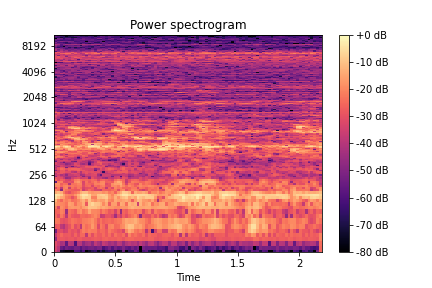 Power spectrogram
+0 dB
8192
-10 dB
4096
-20 dB
2048
-30 dB
1024
Hz
512
-40 dB
256
-50 dB
128
-60 dB
64
-70 dB
0
-80 dB
0
0.5
1
1.5
2
Time